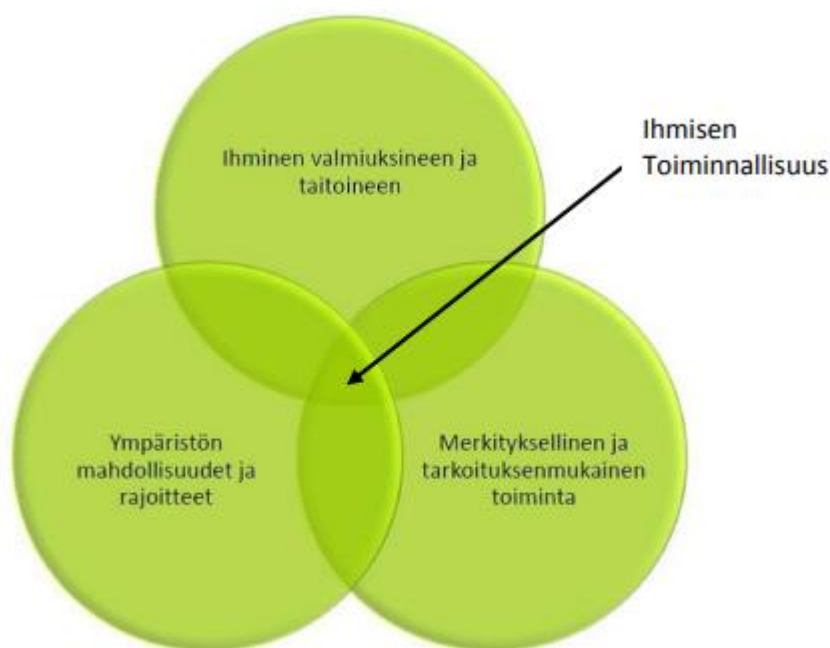 Ihminen valmiuksineen ja
taitoineen
Ihmisen
Toiminnallisuus
Ympäristön
mahdollisuudet ja
rajoitteet
Merkityksellinen ja
tarkoituksenmukainen
toiminta